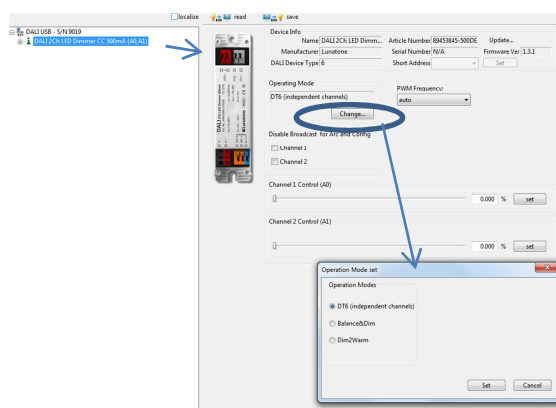 localize
read
save
DALI USB - S/N 9019
DALI 2Ch LED Dimmer CC 500mA (A0,A1)
Device Info
Name DALI 2Ch LED Dimm... Article Number 89453845-500DE Update...
Manufacturer Lunatone Serial Number N/A Firmware Ver 1.3.1
DALI Device Type 6 Short Address Set
Operating Mode
DT6 (independent channels)
Change...
PWM Frequency:
auto
Disable Broadcast for Arc and Config
Channel 1
Channel 2
Channel 1 Control (A0)
0.000 % set
Channel 2 Control (A1)
0.000 % set
Operation Mode set
Operation Modes
DT6 (independent channels)
Balance&Dim
Dim2Warm
Set Cancel